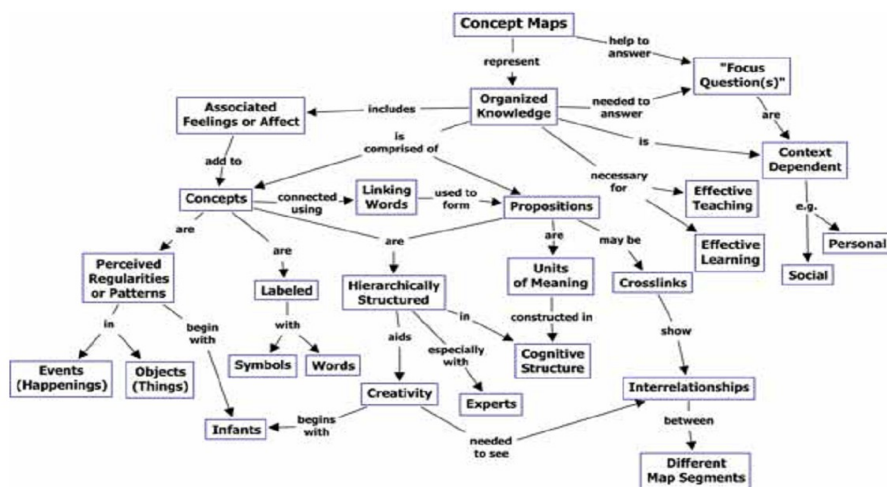 Concept Maps
help to
answer
represent
"Focus
Question(s)"
Associated
Feelings or Affect
includes
Organized
Knowledge
needed to
answer
are
is
comprised of
is
Context
Dependent
add to
necessary
for
Effective
Teaching
Concepts
connected
using
Linking
Words
used to
form
Propositions
e.g.
Personal
are
are
are
are
may be
Effective
Learning
Social
Perceived
Regularities
or Patterns
Labeled
Hierarchically
Structured
Units
of Meaning
Crosslinks
in
begin
with
with
aids
in
constructed in
show
especially
with
Events
(Happenings)
Objects
(Things)
Symbols
Words
Cognitive
Structure
Creativity
Experts
Interrelationships
Infants
begins
with
needed
to see
between
Different
Map Segments